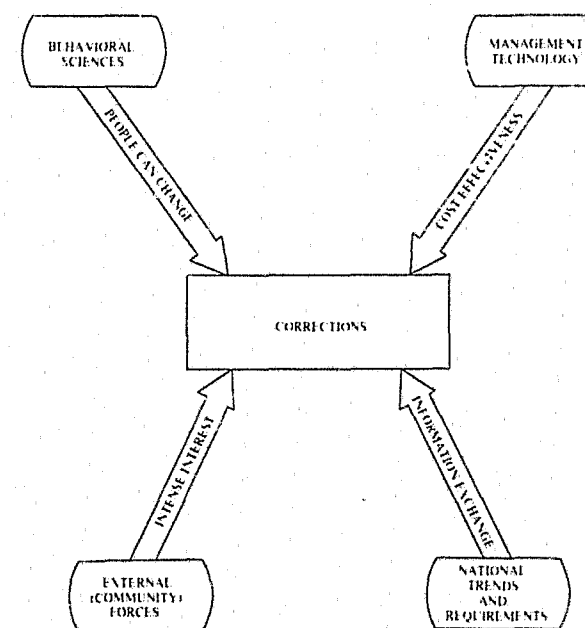 BEHAVIORAL
SCIENCES
MANAGEMENT
TECHNOLOGY
PEOPLE CAN CHANGE
COST EFFECTIVENESS
CORRECTIONS
INTENSE INTEREST
INFORMATION EXCHANGE
EXTERNAL
(COMMUNITY)
FORCES
NATIONAL
TRENDS
AND
REQUIREMENTS